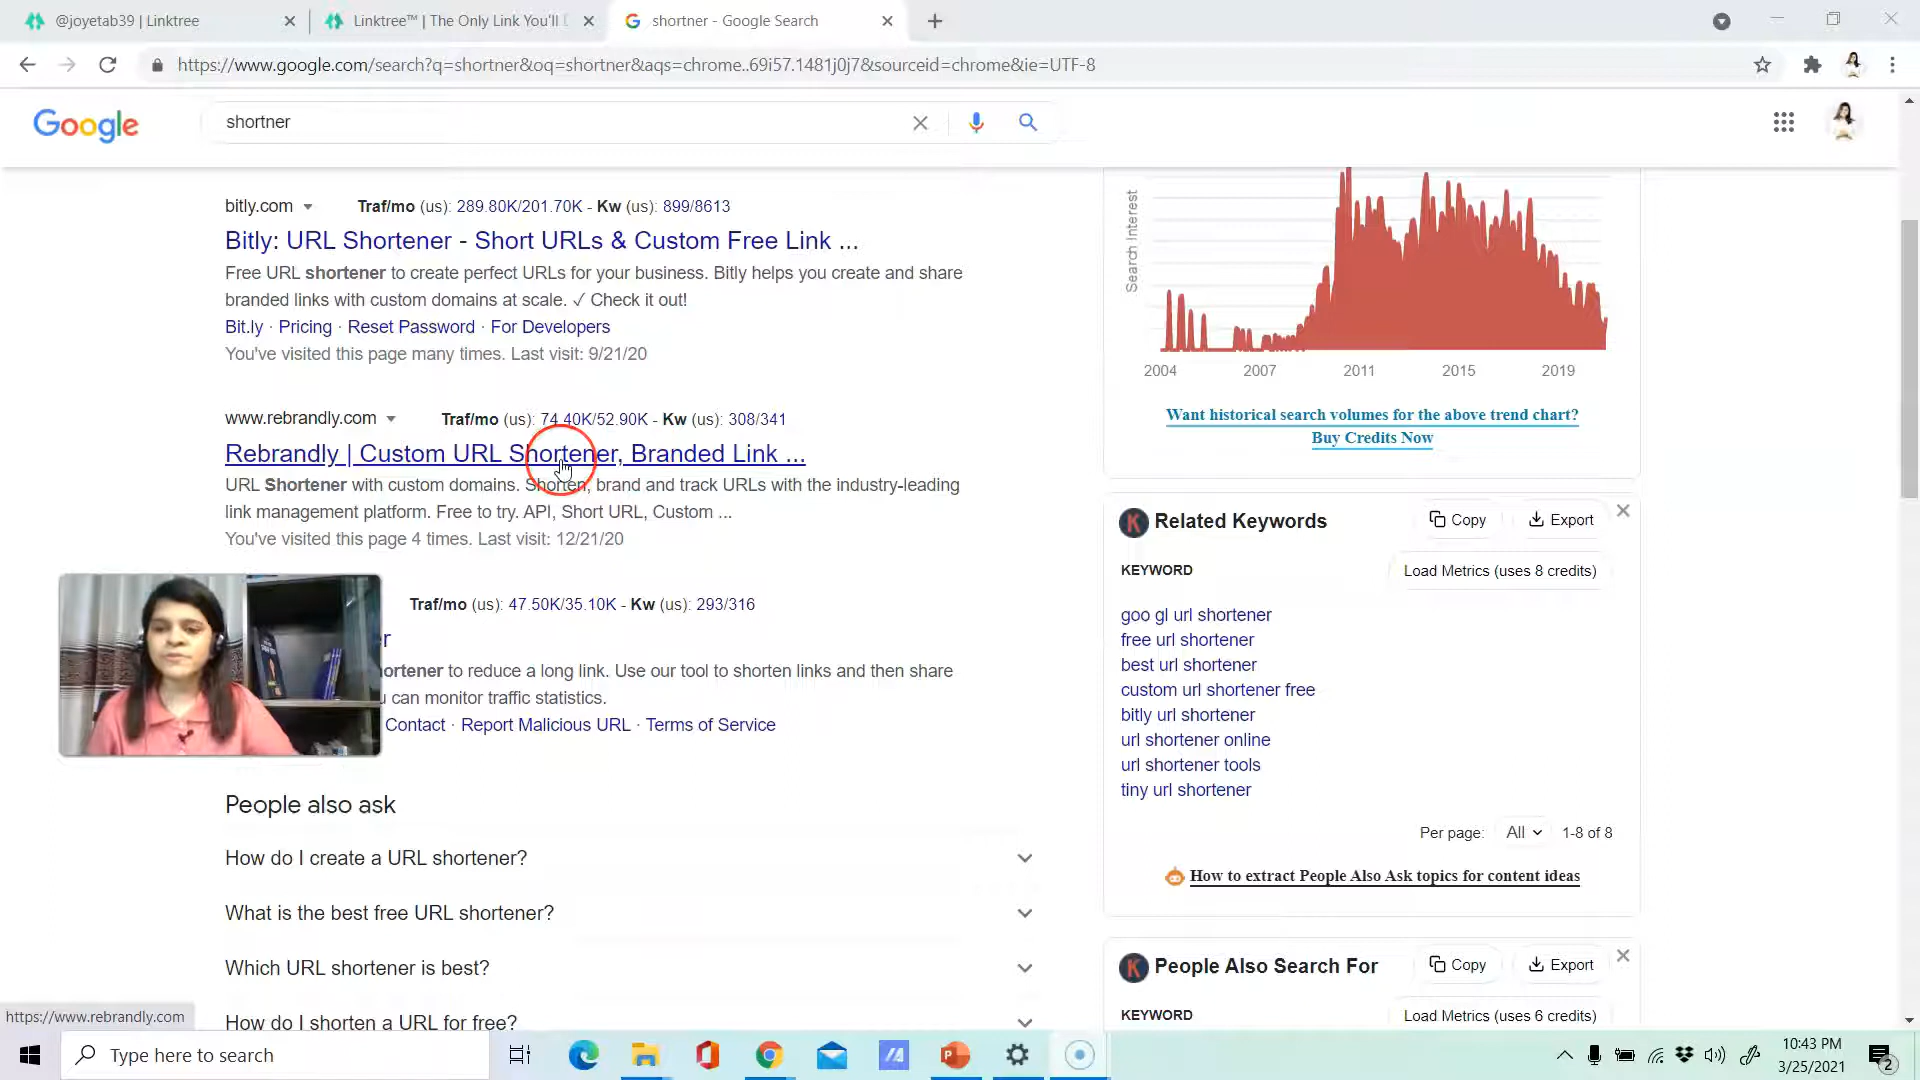 @joyetab39 | Linktree
Linktree™ | The Only Link You'll
shortner - Google Search
https://www.google.com/search?q=shortner&oq=shortner&aqs=chrome..69i57.1481j0j7&sourceid=chrome&ie=UTF-8
Google
shortner
bitly.com
Traf/mo (us): 289.80K/201.70K - Kw (us): 899/8613
Bitly: URL Shortener - Short URLs & Custom Free Link ...
Free URL shortener to create perfect URLs for your business. Bitly helps you create and share
branded links with custom domains at scale. ✓ Check it out!
Bit.ly · Pricing · Reset Password · For Developers
You've visited this page many times. Last visit: 9/21/20
www.rebrandly.com
Traf/mo (us): 74.40K/52.90K - Kw (us): 308/341
Rebrandly | Custom URL Shortener, Branded Link ...
URL Shortener with custom domains. Shorten, brand and track URLs with the industry-leading
link management platform. Free to try. API, Short URL, Custom ...
You've visited this page 4 times. Last visit: 12/21/20
Traf/mo (us): 47.50K/35.10K - Kw (us): 293/316
er
ortener to reduce a long link. Use our tool to shorten links and then share
u can monitor traffic statistics.
Contact · Report Malicious URL · Terms of Service
People also ask
How do I create a URL shortener?
What is the best free URL shortener?
Which URL shortener is best?
How do I shorten a URL for free?
https://www.rebrandly.com
Search Interest
2004 2007 2011 2015 2019
Want historical search volumes for the above trend chart?
Buy Credits Now
Related Keywords
Copy
Export
KEYWORD
Load Metrics (uses 8 credits)
goo gl url shortener
free url shortener
best url shortener
custom url shortener free
bitly url shortener
url shortener online
url shortener tools
tiny url shortener
Per page: All 1-8 of 8
How to extract People Also Ask topics for content ideas
People Also Search For
Copy
Export
KEYWORD
Load Metrics (uses 6 credits)
Type here to search
10:43 PM
3/25/2021
2